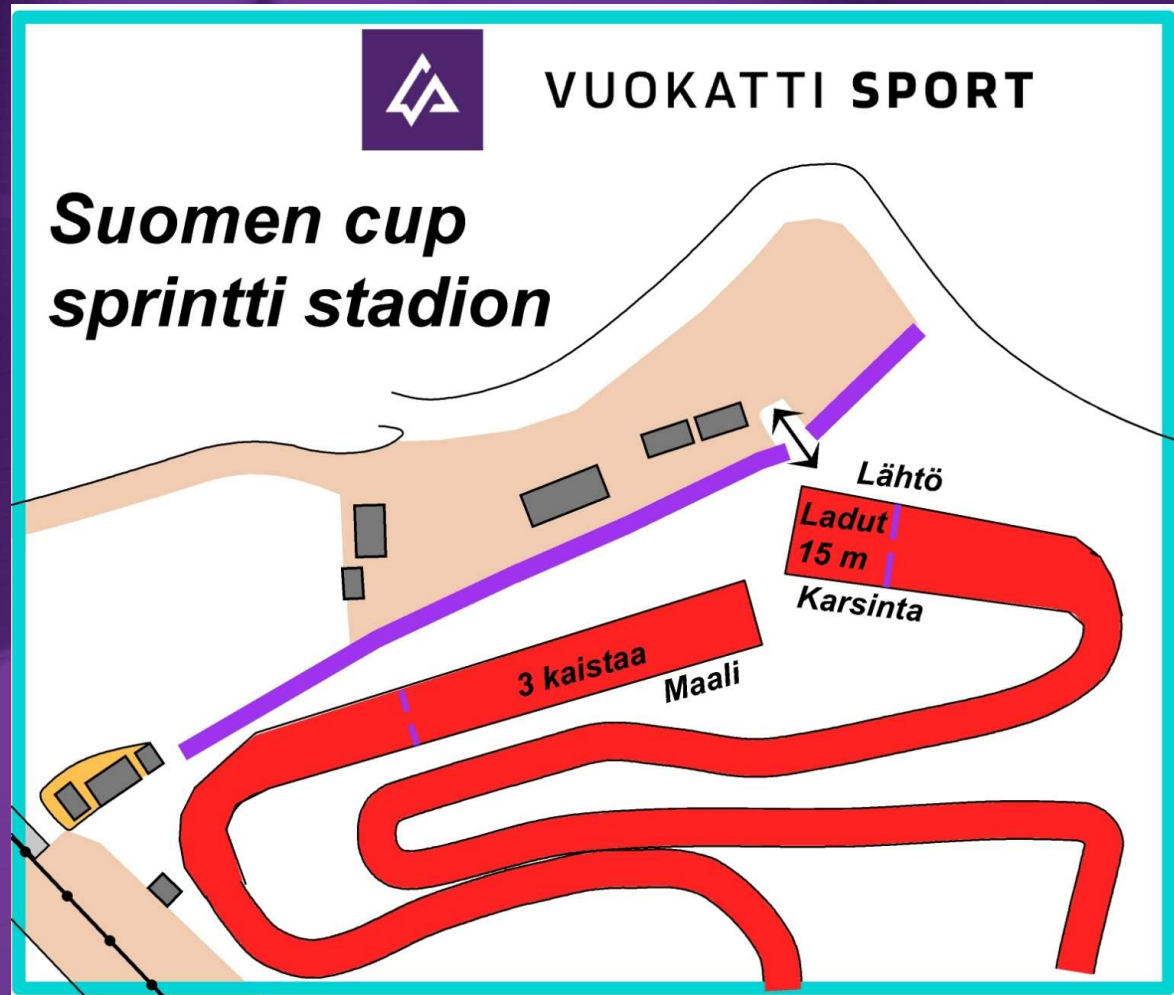 VUOKATTI SPORT
Suomen cup
sprintti stadion
Lähtö
Ladut
15 m
Karsinta
3 kaistaa
Maali